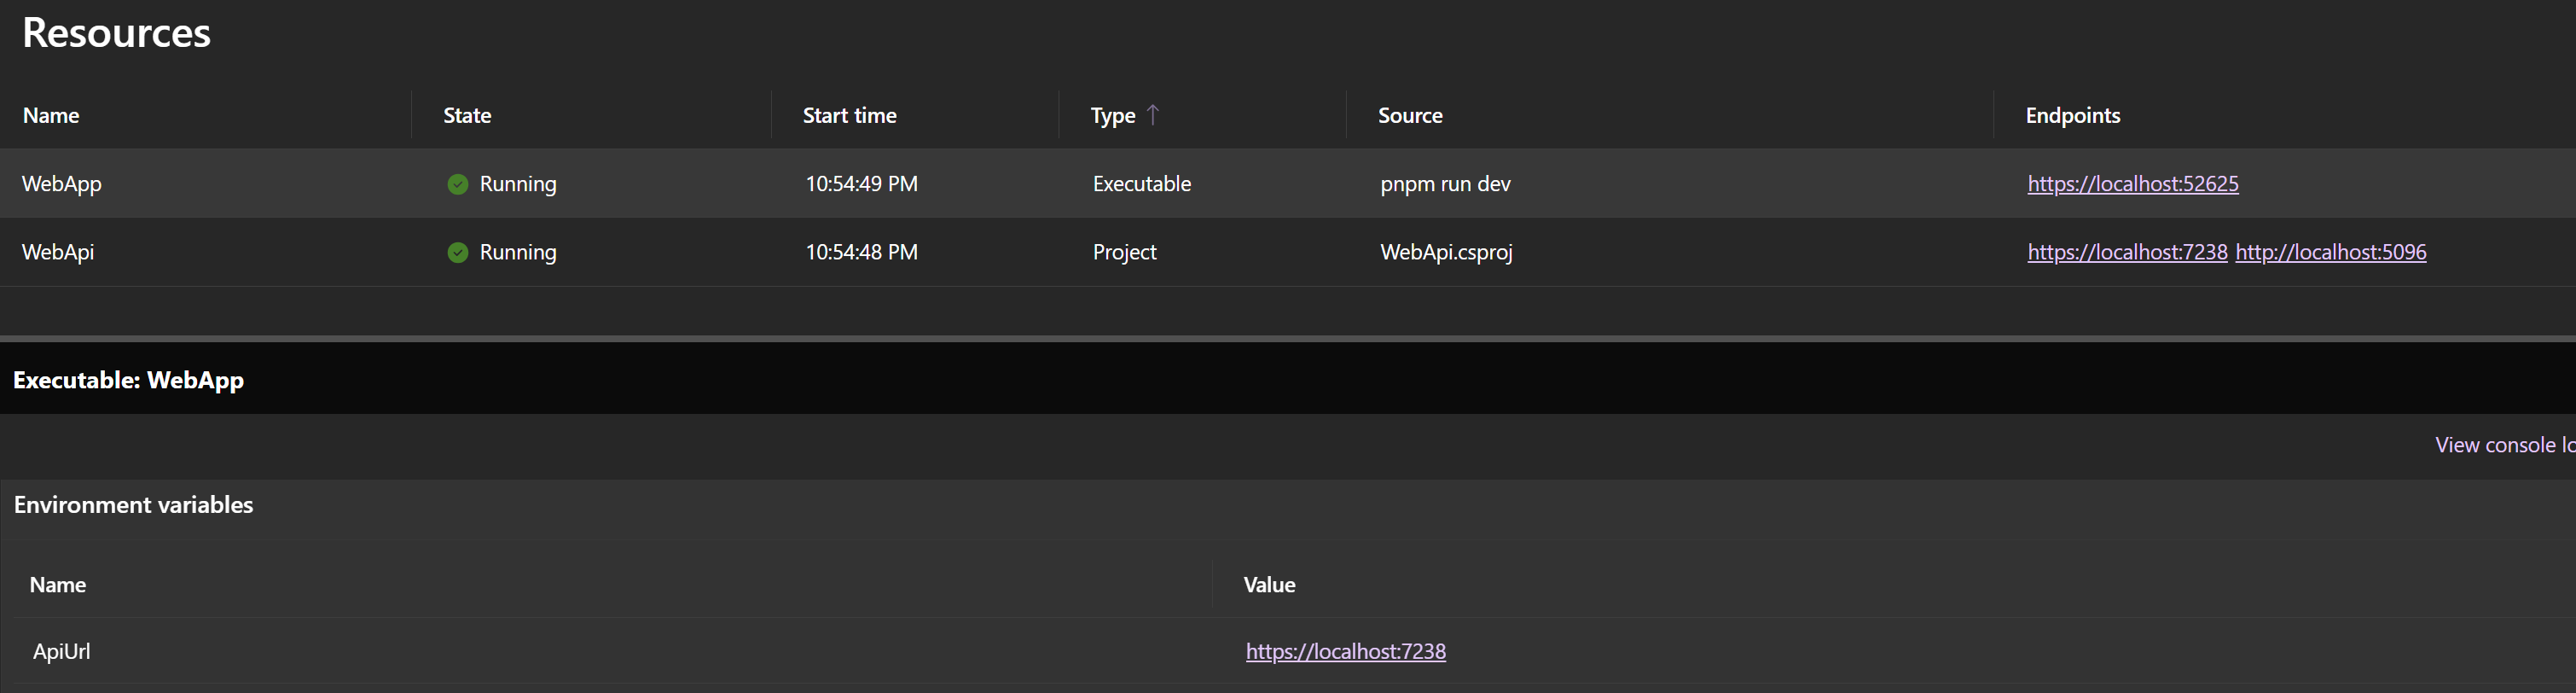 Resources
Name State Start time Type ↑ Source Endpoints
WebApp Running 10:54:49 PM Executable pnpm run dev https://localhost:52625
WebApi Running 10:54:48 PM Project WebApi.csproj https://localhost:7238 http://localhost:5096
Executable: WebApp
View console lo
Environment variables
Name Value
ApiUrl https://localhost:7238